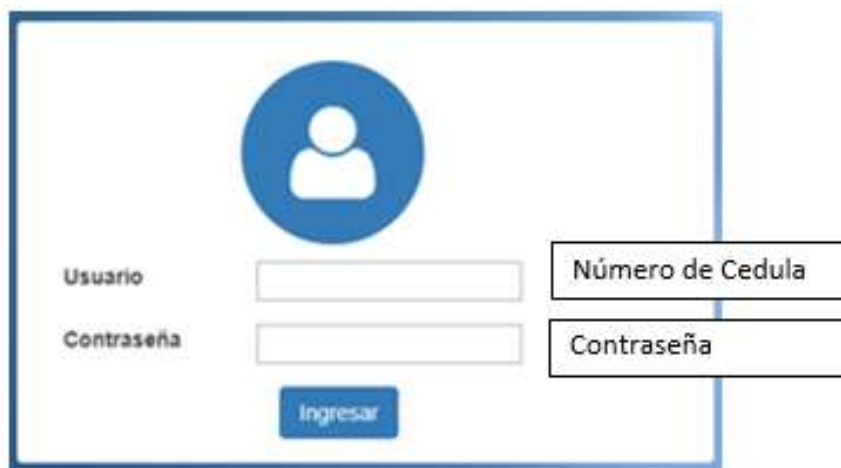 Usuario
Número de Cedula
Contraseña
Contraseña
Ingresar